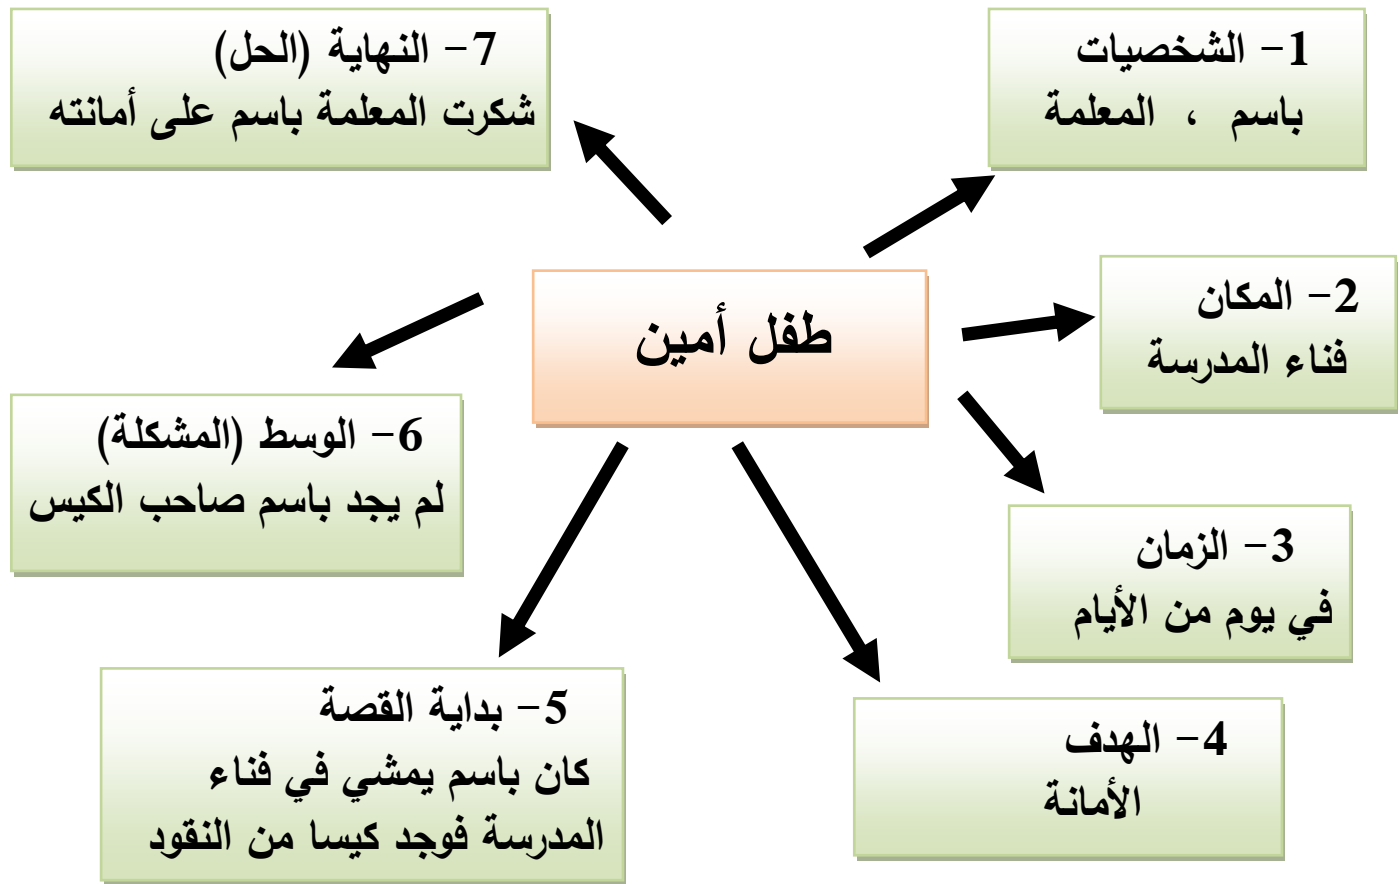 طفل أمين
1- الشخصيات
باسم ، المعلمة
2- المكان
فناء المدرسة
3- الزمان
في يوم من الأيام
4- الهدف
الأمانة
5- بداية القصة
كان باسم يمشي في فناء
المدرسة فوجد كيسا من النقود
6- الوسط (المشكلة)
لم يجد باسم صاحب الكيس
7- النهاية (الحل)
شكرت المعلمة باسم على أمانته